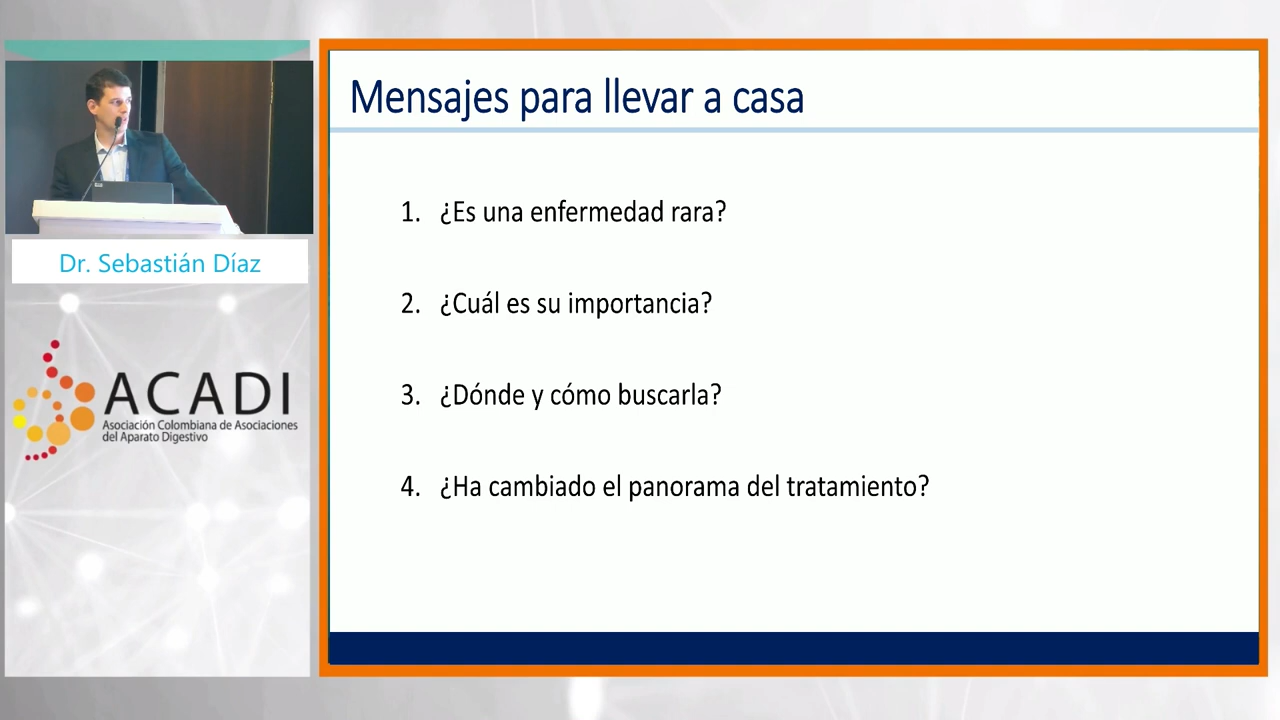 Mensajes para llevar a casa
1. ¿Es una enfermedad rara?
2. ¿Cuál es su importancia?
3. ¿Dónde y cómo buscarla?
4. ¿Ha cambiado el panorama del tratamiento?
Dr. Sebastián Díaz
ACADI
Asociación Colombiana de Asociaciones
del Aparato Digestivo